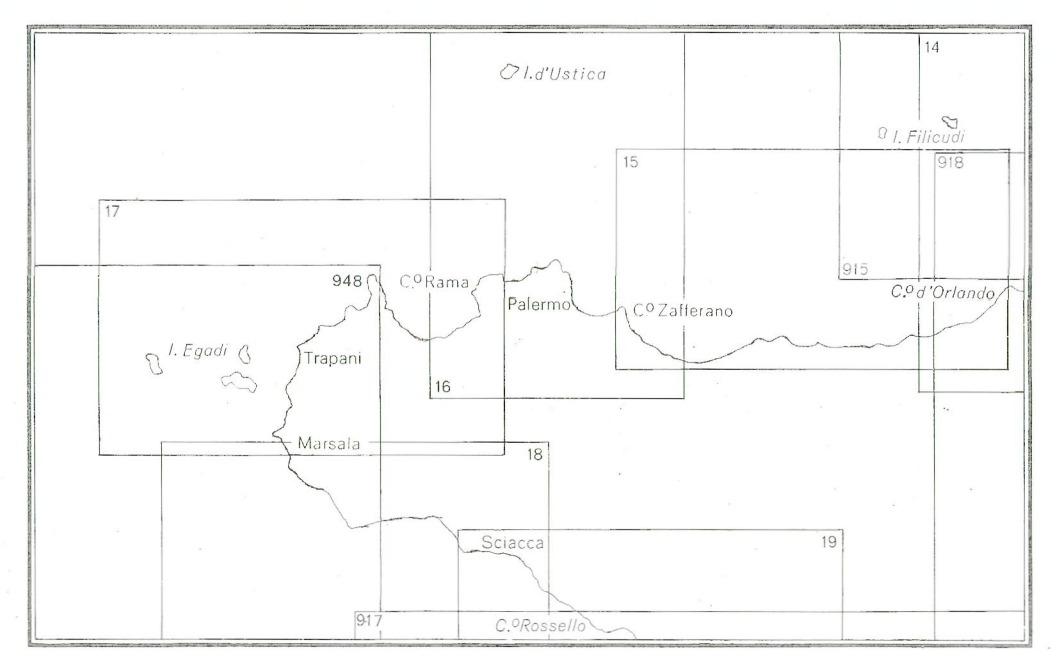 14
I. d'Ustica
I. Filicudi
15
918
17
915
948
C.º Rama
C.º d'Orlando
Palermo
C.º Zafferano
I. Egadi
Trapani
16
Marsala
18
Sciacca
19
917
C.º Rossello